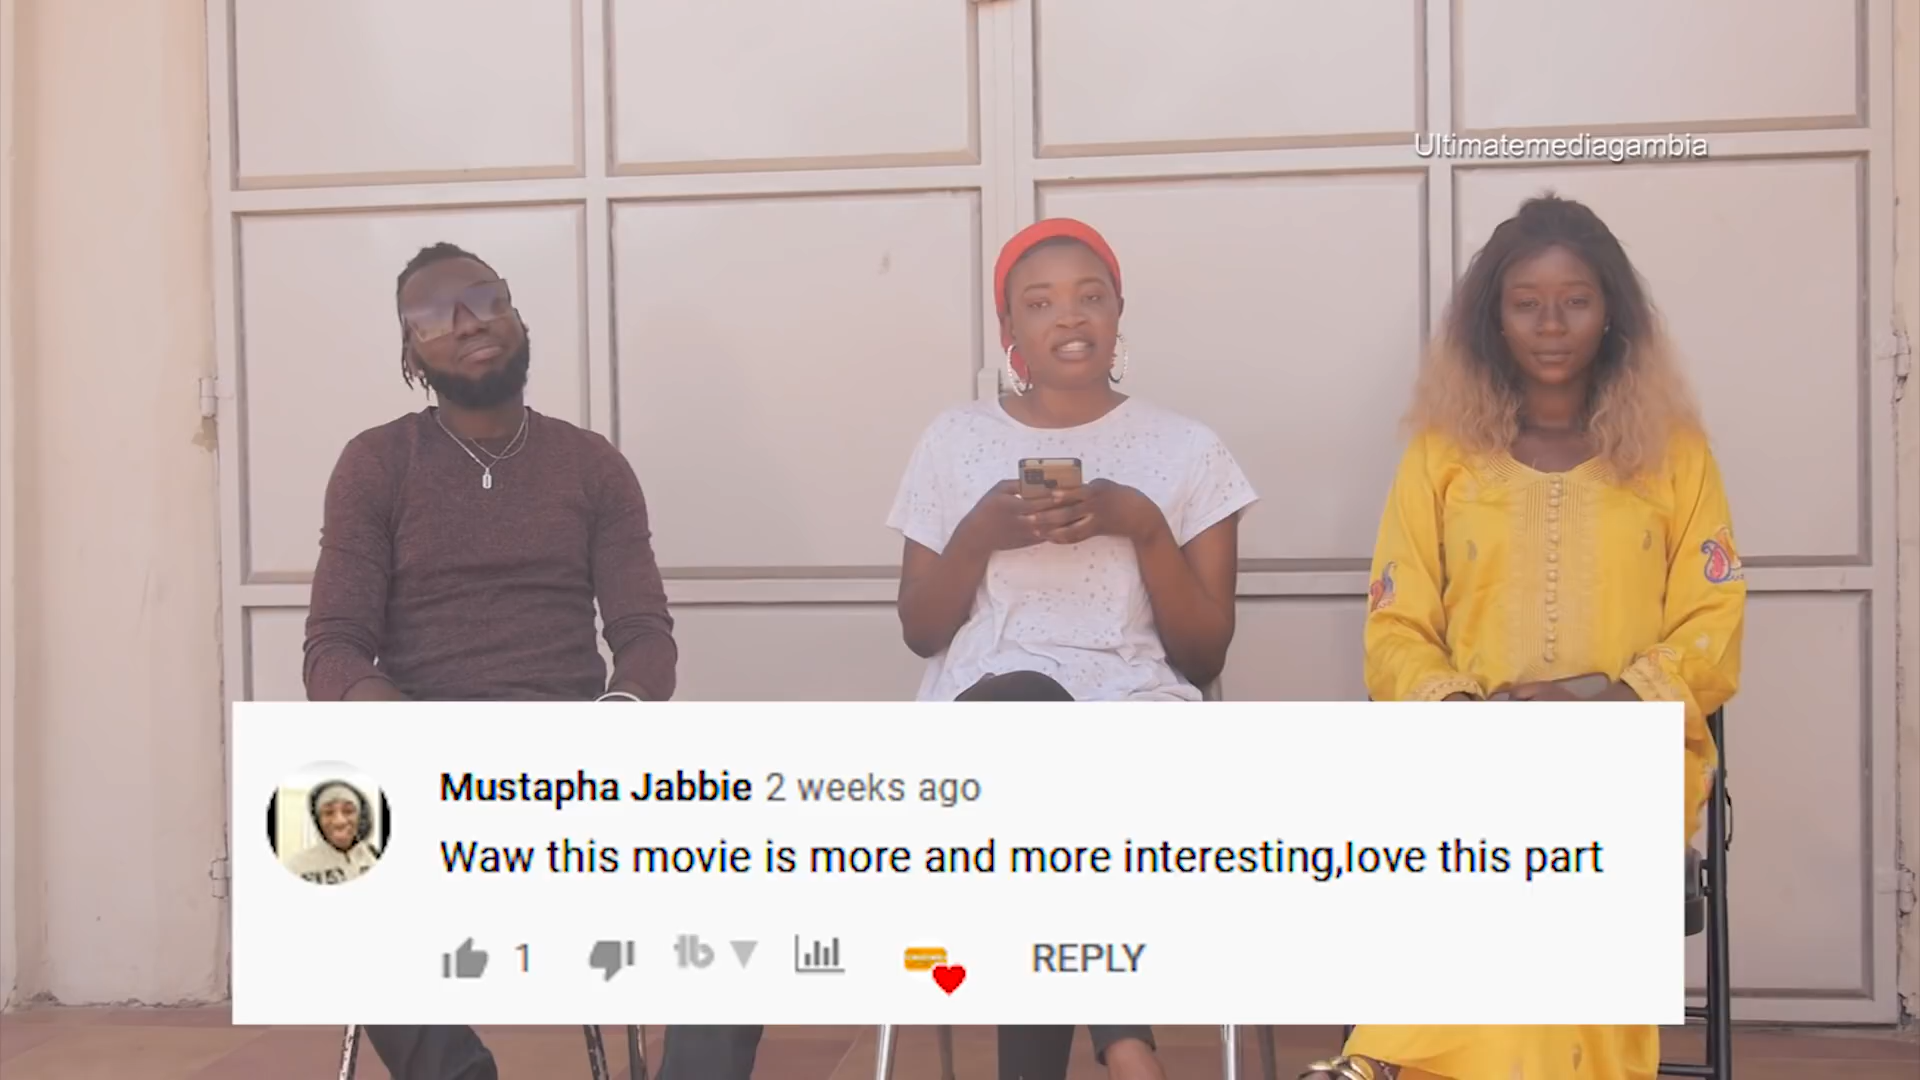 Ultimatemediagambia
Mustapha Jabbie 2 weeks ago
Waw this movie is more and more interesting,love this part
1
REPLY